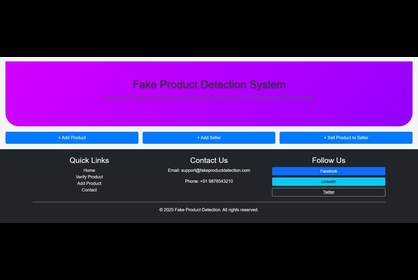 Fake Product Detection System
+ Add Product
+ Add Seller
+ Sell Product to Seller
Quick Links
Home
Verify Product
Add Product
Contact
Contact Us
Email: support@fakeproductdetection.com
Phone: +91 9876543210
Follow Us
Facebook
LinkedIn
Twitter
© 2025 Fake Product Detection. All rights reserved.